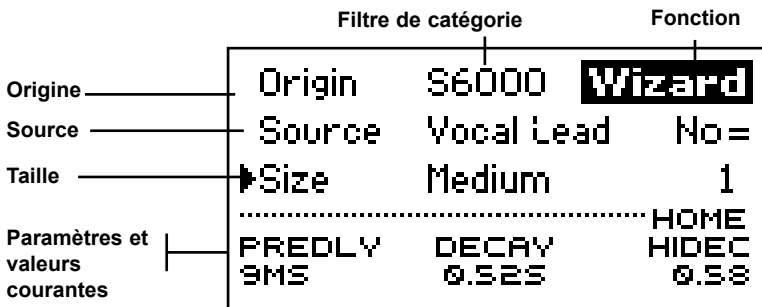 Filtre de catégorie Fonction
Origine Origin S6000 Wizard
Source Source Vocal Lead No=
Taille Size Medium 1
HOME
Paramètres et valeurs courantes
PREDLY DECAY HIDEC
9MS 0.52S 0.58